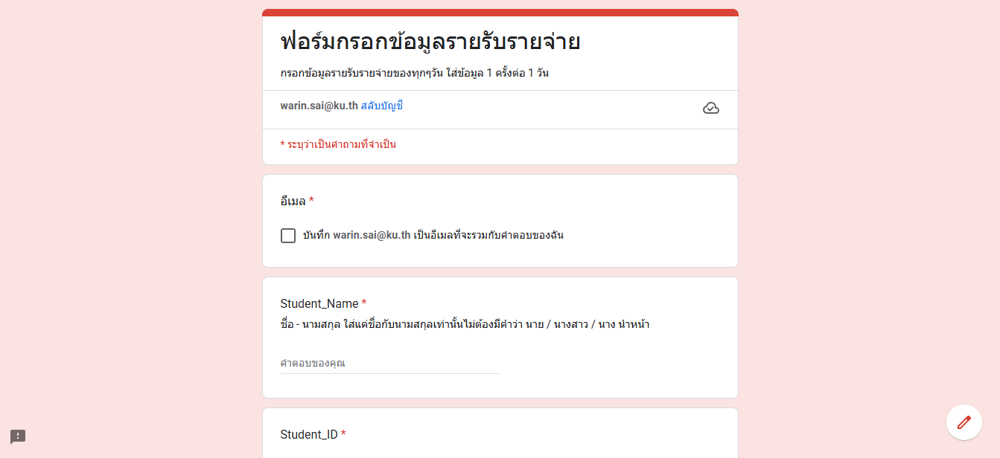 ฟอร์มกรอกข้อมูลรายรับรายจ่าย
กรอกข้อมูลรายรับรายจ่ายของทุกๆวัน ใส่ข้อมูล 1 ครั้งต่อ 1 วัน
warin.sai@ku.th สลับบัญชี
* ระบุว่าเป็นคำถามที่จำเป็น
อีเมล *
บันทึก warin.sai@ku.th เป็นอีเมลที่จะรวมกับคำตอบของฉัน
Student_Name *
ชื่อ - นามสกุล ใส่แค่ชื่อกับนามสกุลเท่านั้นไม่ต้องมีคำว่า นาย / นางสาว / นาง นำหน้า
คำตอบของคุณ
Student_ID *